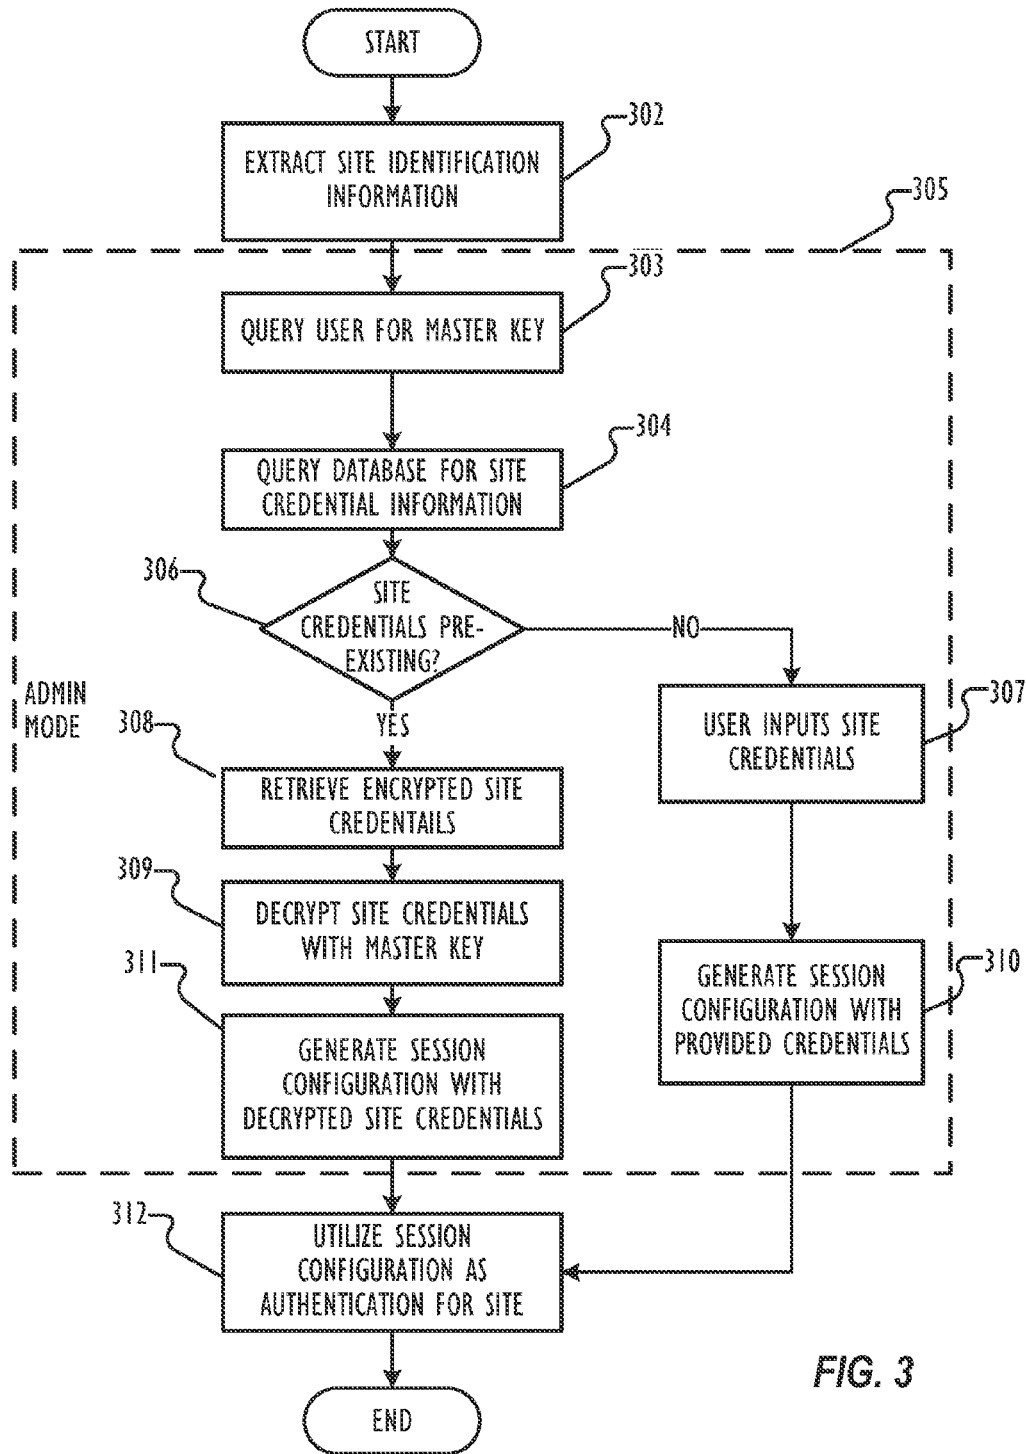 START
302
EXTRACT SITE IDENTIFICATION
INFORMATION
305
303
QUERY USER FOR MASTER KEY
304
QUERY DATABASE FOR SITE
CREDENTIAL INFORMATION
306
SITE
CREDENTIALS PRE-
EXISTING?
NO
ADMIN
MODE
YES
307
USER INPUTS SITE
CREDENTIALS
308
RETRIEVE ENCRYPTED SITE
CREDENTAILS
309
DECRYPT SITE CREDENTIALS
WITH MASTER KEY
311
GENERATE SESSION
CONFIGURATION WITH
DECRYPTED SITE CREDENTIALS
310
GENERATE SESSION
CONFIGURATION WITH
PROVIDED CREDENTIALS
312
UTILIZE SESSION
CONFIGURATION AS
AUTHENTICATION FOR SITE
END
FIG. 3